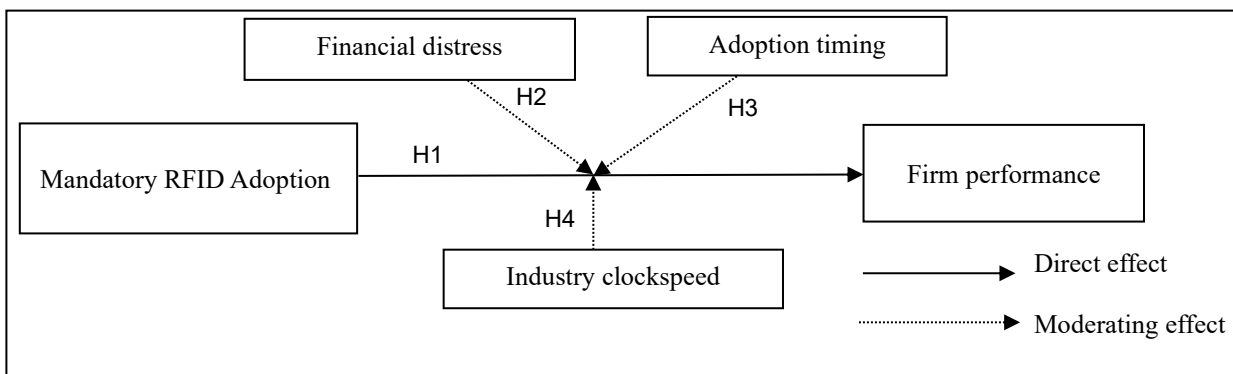 Financial distress
Adoption timing
H2
H3
H1
Mandatory RFID Adoption
Firm performance
H4
Industry clockspeed
Direct effect
Moderating effect